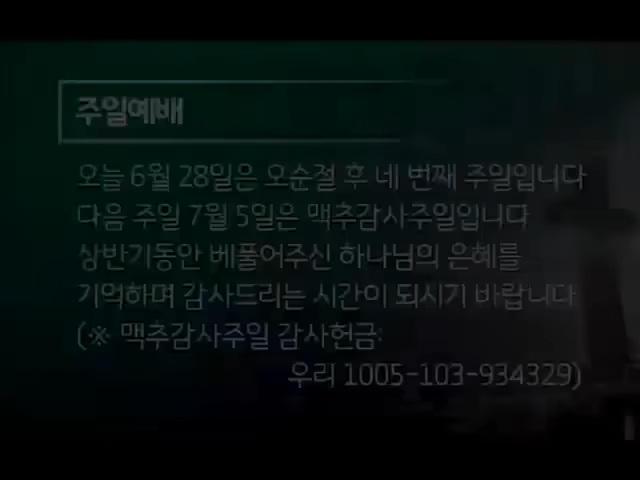 주일예배
오늘 6월 28일은 오순절 후 네 번째 주일입니다
다음 주일 7월 5일은 맥추감사주일입니다
상반기동안 베풀어주신 하나님의 은혜를
기억하며 감사드리는 시간이 되시기 바랍니다
(※ 맥추감사주일 감사헌금:
우리 1005-103-934329)